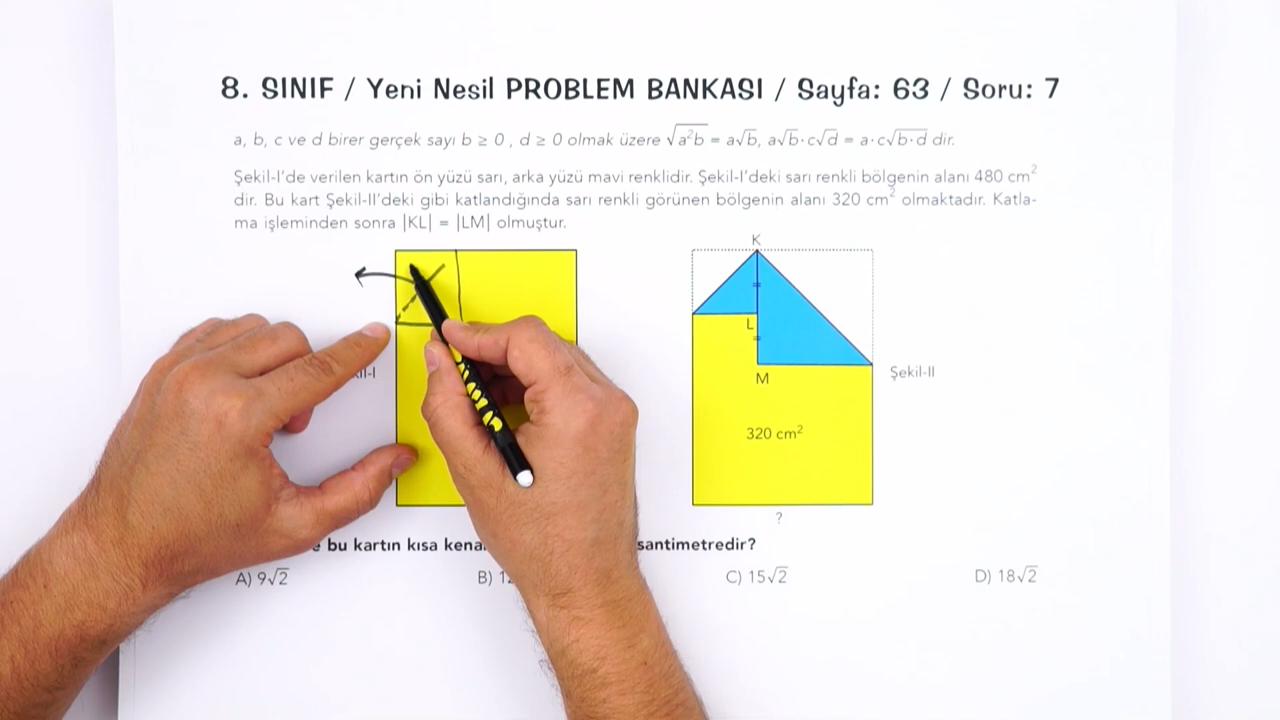 8. SINIF / Yeni Nesil PROBLEM BANKASI / Sayfa: 63 / Soru: 7
a, b, c ve d birer gerçek sayı b ≥ 0 , d ≥ 0 olmak üzere √a²b = a√b, a√b·c√d = a·c√b·d dir.
Şekil-I'de verilen kartın ön yüzü sarı, arka yüzü mavi renklidir. Şekil-I'deki sarı renkli bölgenin alanı 480 cm²
dir. Bu kart Şekil-II'deki gibi katlandığında sarı renkli görünen bölgenin alanı 320 cm² olmaktadır. Katla-
ma işleminden sonra |KL| = |LM| olmuştur.
K
L
M
Şekil-II
320 cm²
?
bu kartın kısa santimetredir?
A) 9√2 B) C) 15√2 D) 18√2